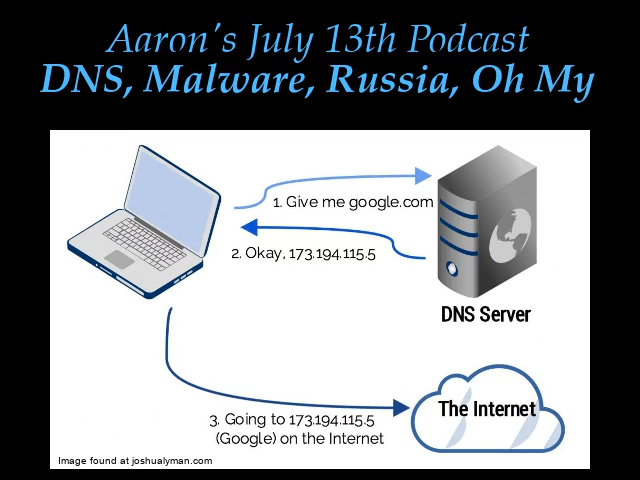 Aaron's July 13th Podcast
DNS, Malware, Russia, Oh My
1. Give me google.com
2. Okay, 173.194.115.5
DNS Server
The Internet
3. Going to 173.194.115.5
(Google) on the Internet
Image found at joshualyman.com